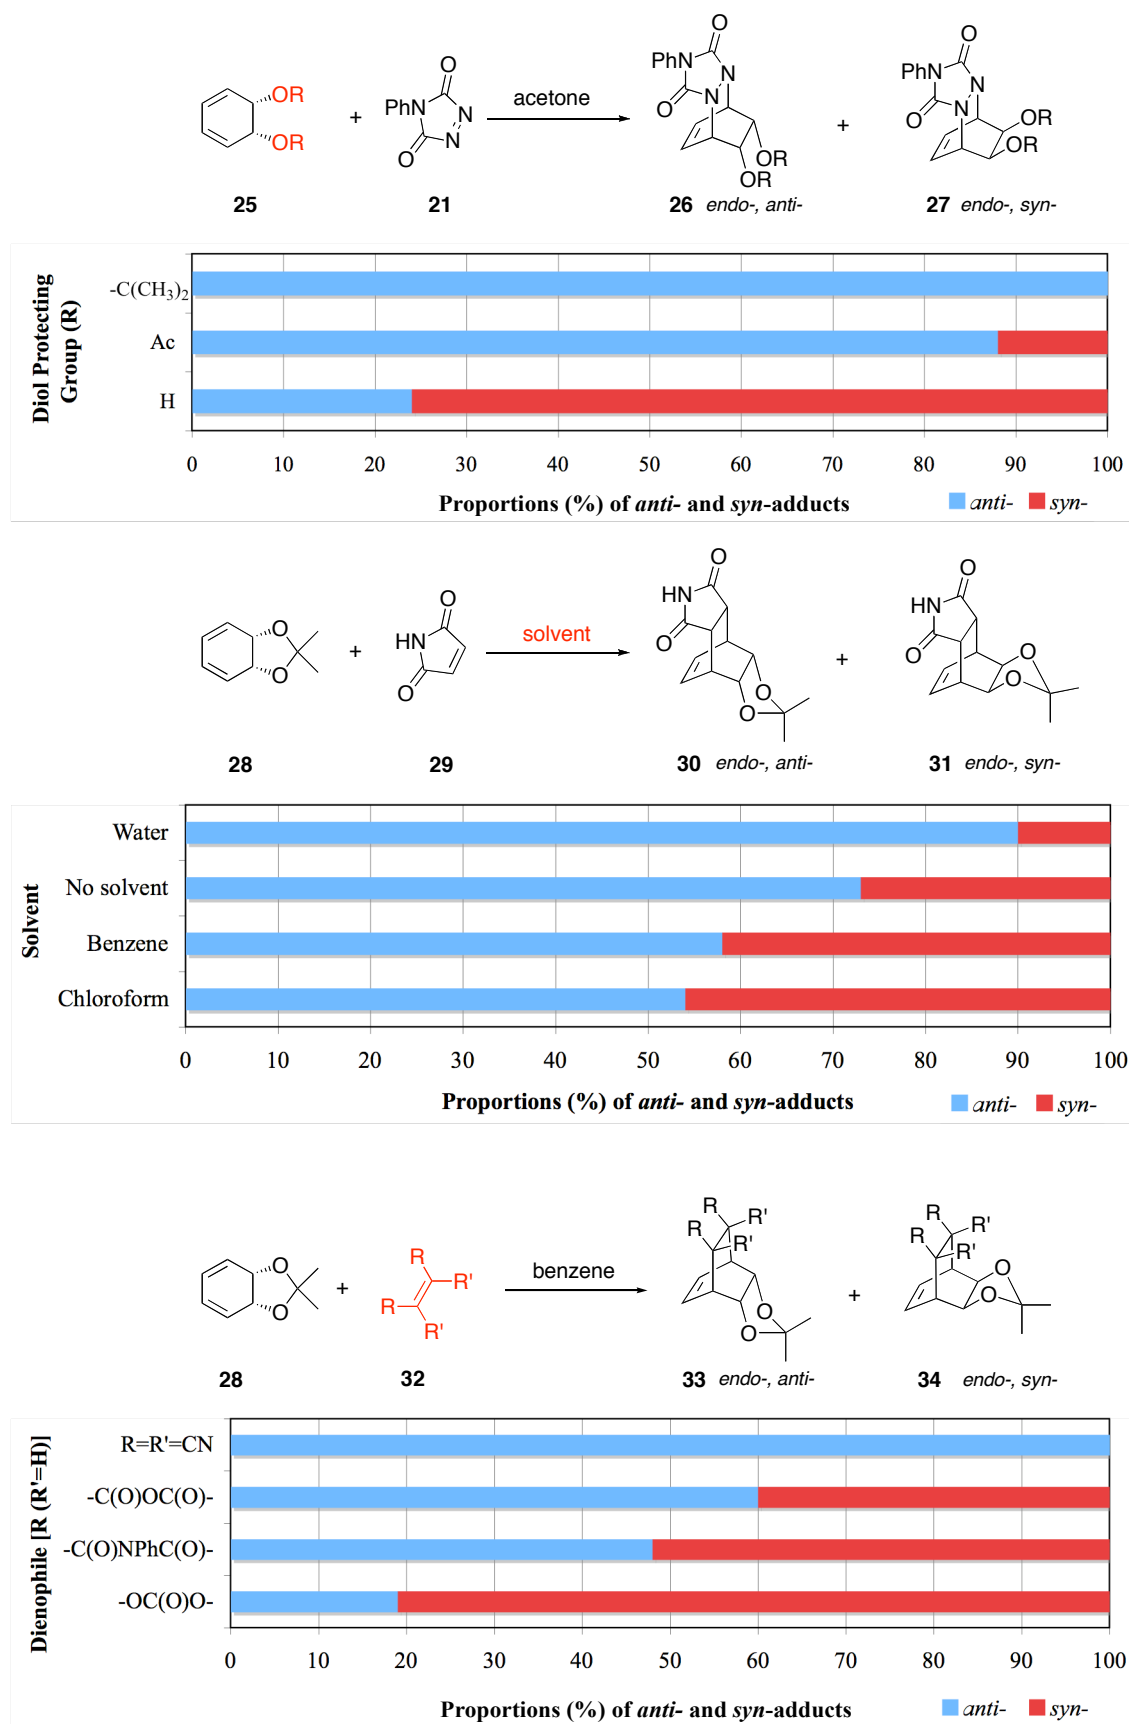 OR
OR
25
+
PhN
O
N
N
O
21
acetone
O
PhN
N
N
O
OR
OR
26 endo-, anti-
+
O
PhN
N
N
O
OR
OR
27 endo-, syn-
Diol Protecting
Group (R)
-C(CH3)2
Ac
H
0 10 20 30 40 50 60 70 80 90 100
Proportions (%) of anti- and syn-adducts
anti- syn-
O
O
28
+
O
HN
O
29
solvent
O
HN
O
O
O
30 endo-, anti-
+
O
HN
O
O
O
31 endo-, syn-
Solvent
Water
No solvent
Benzene
Chloroform
0 10 20 30 40 50 60 70 80 90 100
Proportions (%) of anti- and syn-adducts
anti- syn-
O
O
28
+
R
R'
R
R'
32
benzene
R
R'
R
R'
O
O
33 endo-, anti-
+
R
R'
R
R'
O
O
34 endo-, syn-
Dienophile [R (R'=H)]
R=R'=CN
-C(O)OC(O)-
-C(O)NPhC(O)-
-OC(O)O-
0 10 20 30 40 50 60 70 80 90 100
Proportions (%) of anti- and syn-adducts
anti- syn-